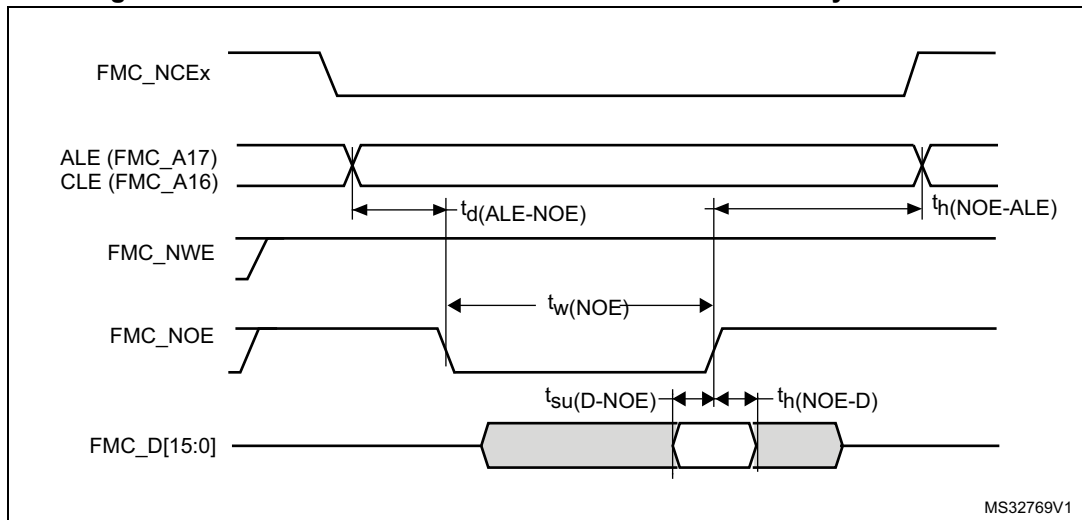 FMC_NCEx
ALE (FMC_A17)
CLE (FMC_A16)
td(ALE-NOE)
th(NOE-ALE)
FMC_NWE
tw(NOE)
FMC_NOE
tsu(D-NOE)
th(NOE-D)
FMC_D[15:0]
MS32769V1